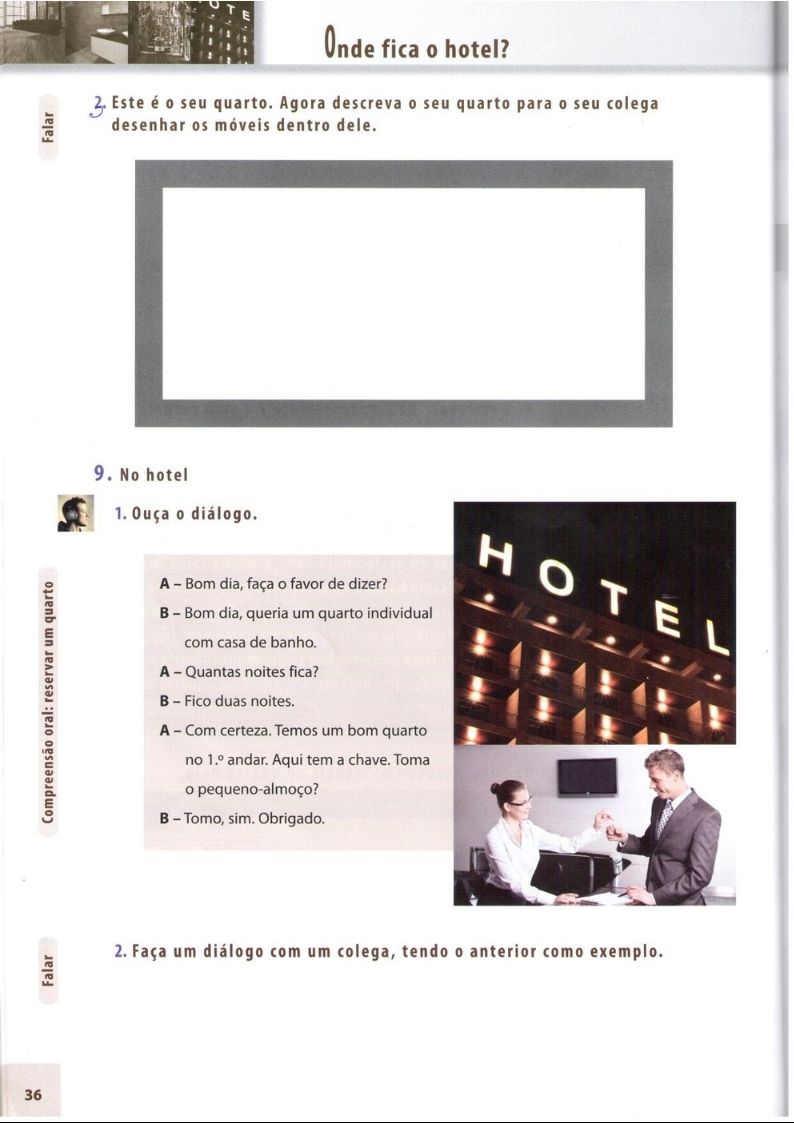 OTE
Onde fica o hotel?
Falar
2. Este é o seu quarto. Agora descreva o seu quarto para o seu colega
desenhar os móveis dentro dele.
9. No hotel
1. Ouça o diálogo.
Compreensão oral: reservar um quarto
A – Bom dia, faça o favor de dizer?
B – Bom dia, queria um quarto individual
com casa de banho.
A – Quantas noites fica?
B – Fico duas noites.
A – Com certeza. Temos um bom quarto
no 1.º andar. Aqui tem a chave. Toma
o pequeno-almoço?
B – Tomo, sim. Obrigado.
HOTEL
Falar
2. Faça um diálogo com um colega, tendo o anterior como exemplo.
36